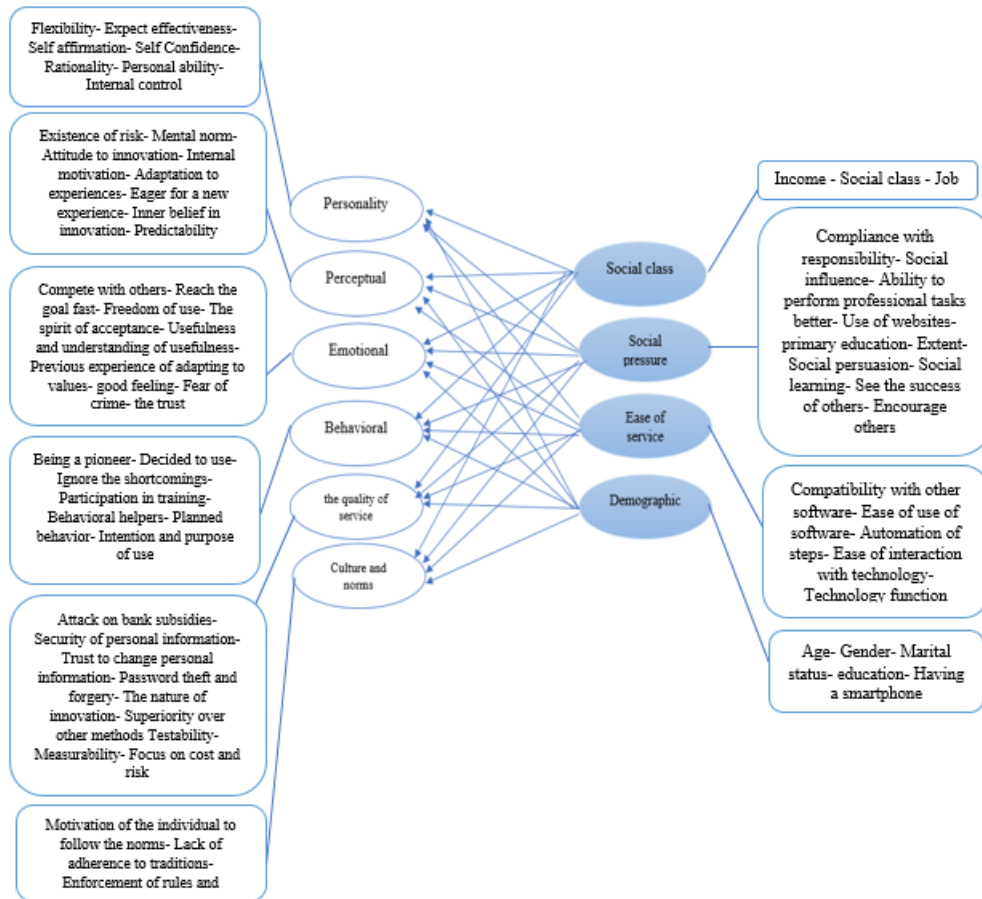 Flexibility- Expect effectiveness-
Self affirmation- Self Confidence-
Rationality- Personal ability-
Internal control
Existence of risk- Mental norm-
Attitude to innovation- Internal
motivation- Adaptation to
experiences- Eager for a new
experience- Inner belief in
innovation- Predictability
Compete with others- Reach the
goal fast- Freedom of use- The
spirit of acceptance- Usefulness
and understanding of usefulness-
Previous experience of adapting to
values- good feeling- Fear of
crime- the trust
Being a pioneer- Decided to use-
Ignore the shortcomings-
Participation in training-
Behavioral helpers- Planned
behavior- Intention and purpose
of use
Attack on bank subsidies-
Security of personal information-
Trust to change personal
information- Password theft and
forgery- The nature of
innovation- Superiority over
other methods Testability-
Measurability- Focus on cost and
risk
Motivation of the individual to
follow the norms- Lack of
adherence to traditions-
Enforcement of rules and
Personality
Perceptual
Emotional
Behavioral
the quality of
service
Culture and
norms
Social class
Social
pressure
Ease of
service
Demographic
Income - Social class - Job
Compliance with
responsibility- Social
influence- Ability to
perform professional tasks
better- Use of websites-
primary education- Extent-
Social persuasion- Social
learning- See the success
of others- Encourage
others
Compatibility with other
software- Ease of use of
software- Automation of
steps- Ease of interaction
with technology-
Technology function
Age- Gender- Marital
status- education- Having
a smartphone